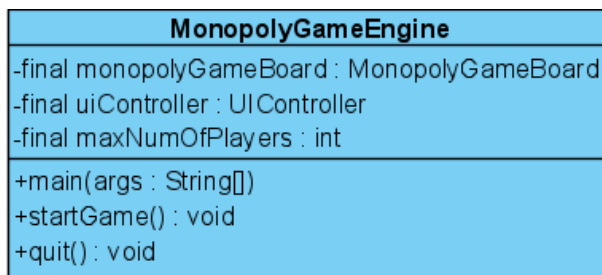 MonopolyGameEngine
-final monopolyGameBoard : MonopolyGameBoard
-final uiController : UIController
-final maxNumOfPlayers : int
+main(args : String[])
+startGame() : void
+quit() : void